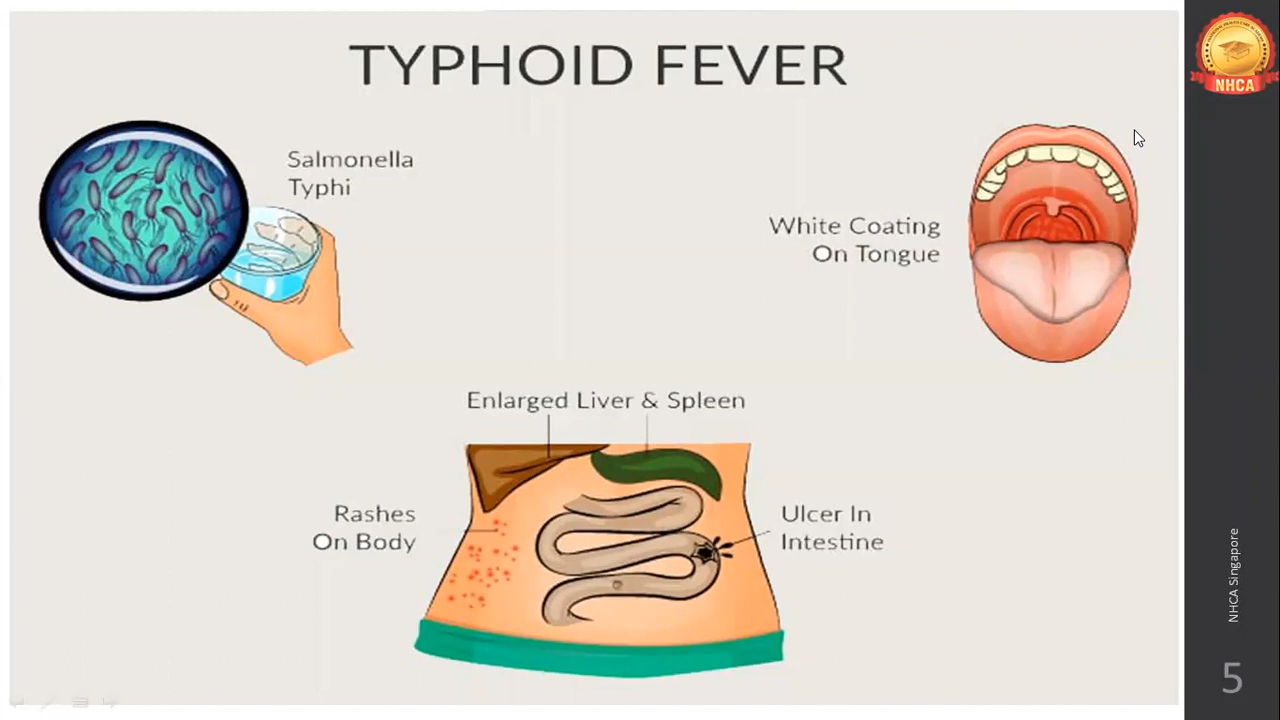 TYPHOID FEVER
Salmonella
Typhi
White Coating
On Tongue
Enlarged Liver & Spleen
Rashes
On Body
Ulcer In
Intestine
NHCA
NHCA Singapore
5